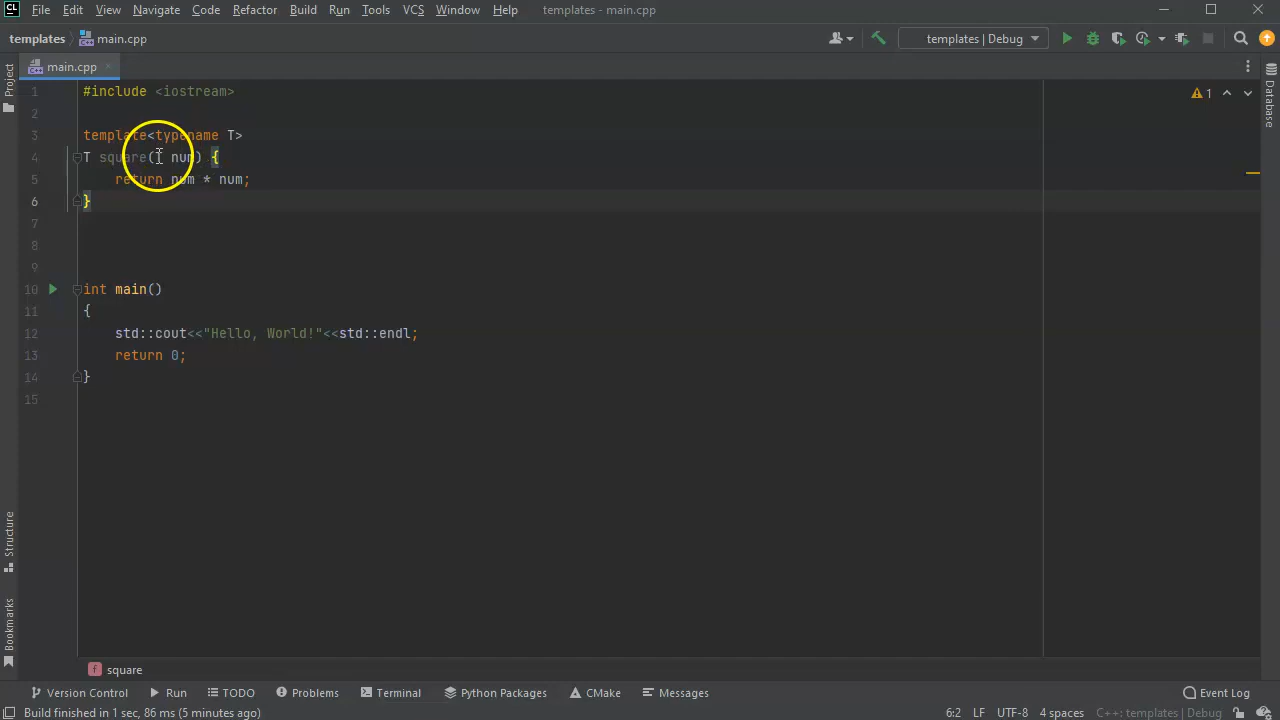 CL File Edit View Navigate Code Refactor Build Run Tools VCS Window Help templates - main.cpp
templates main.cpp templates | Debug
Project main.cpp Database
1 #include <iostream> 1
2
3 template<typename T>
4 T square( num) {
5 return num * num;
6 }
7
8
9
10 int main()
11 {
12 std::cout<<"Hello, World!"<<std::endl;
13 return 0;
14 }
15
Structure
Bookmarks
f square
Version Control Run TODO Problems Terminal Python Packages CMake Messages Event Log
Build finished in 1 sec, 86 ms (5 minutes ago) 6:2 LF UTF-8 4 spaces C++: templates | Debug